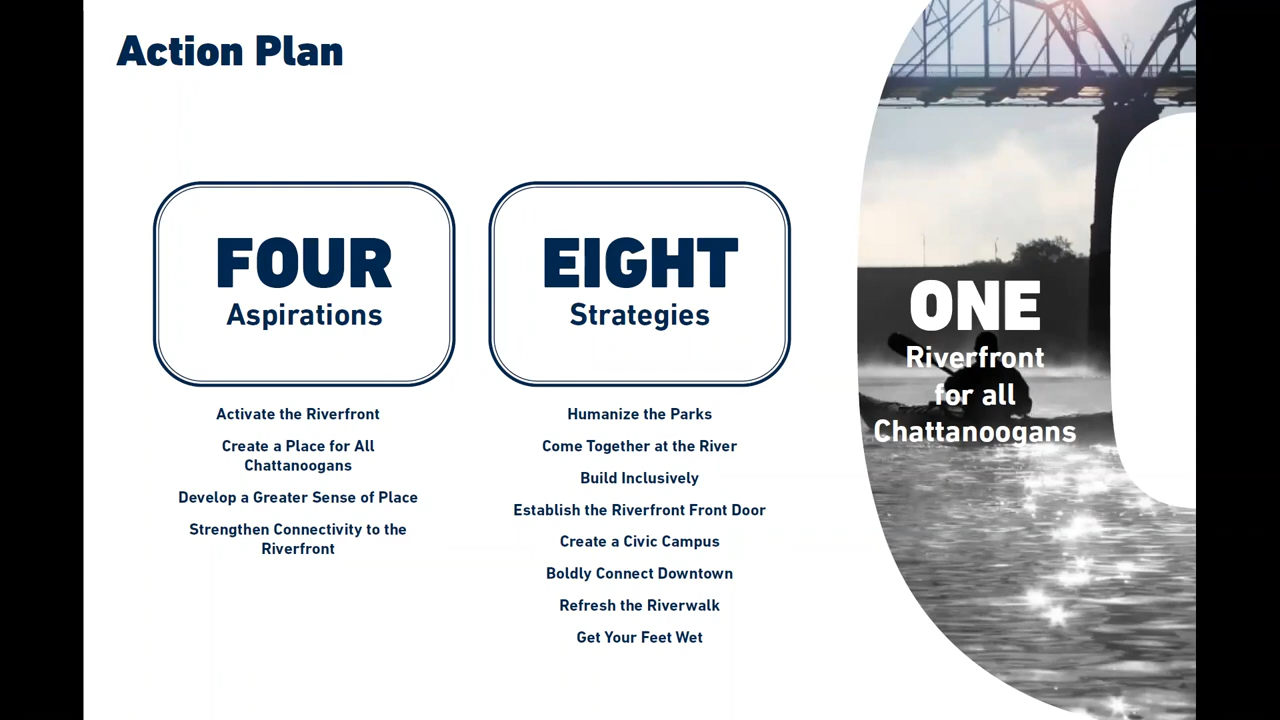 Action Plan
FOUR
Aspirations
Activate the Riverfront
Create a Place for All
Chattanoogans
Develop a Greater Sense of Place
Strengthen Connectivity to the
Riverfront
EIGHT
Strategies
Humanize the Parks
Come Together at the River
Build Inclusively
Establish the Riverfront Front Door
Create a Civic Campus
Boldly Connect Downtown
Refresh the Riverwalk
Get Your Feet Wet
ONE
Riverfront
for all
Chattanoogans